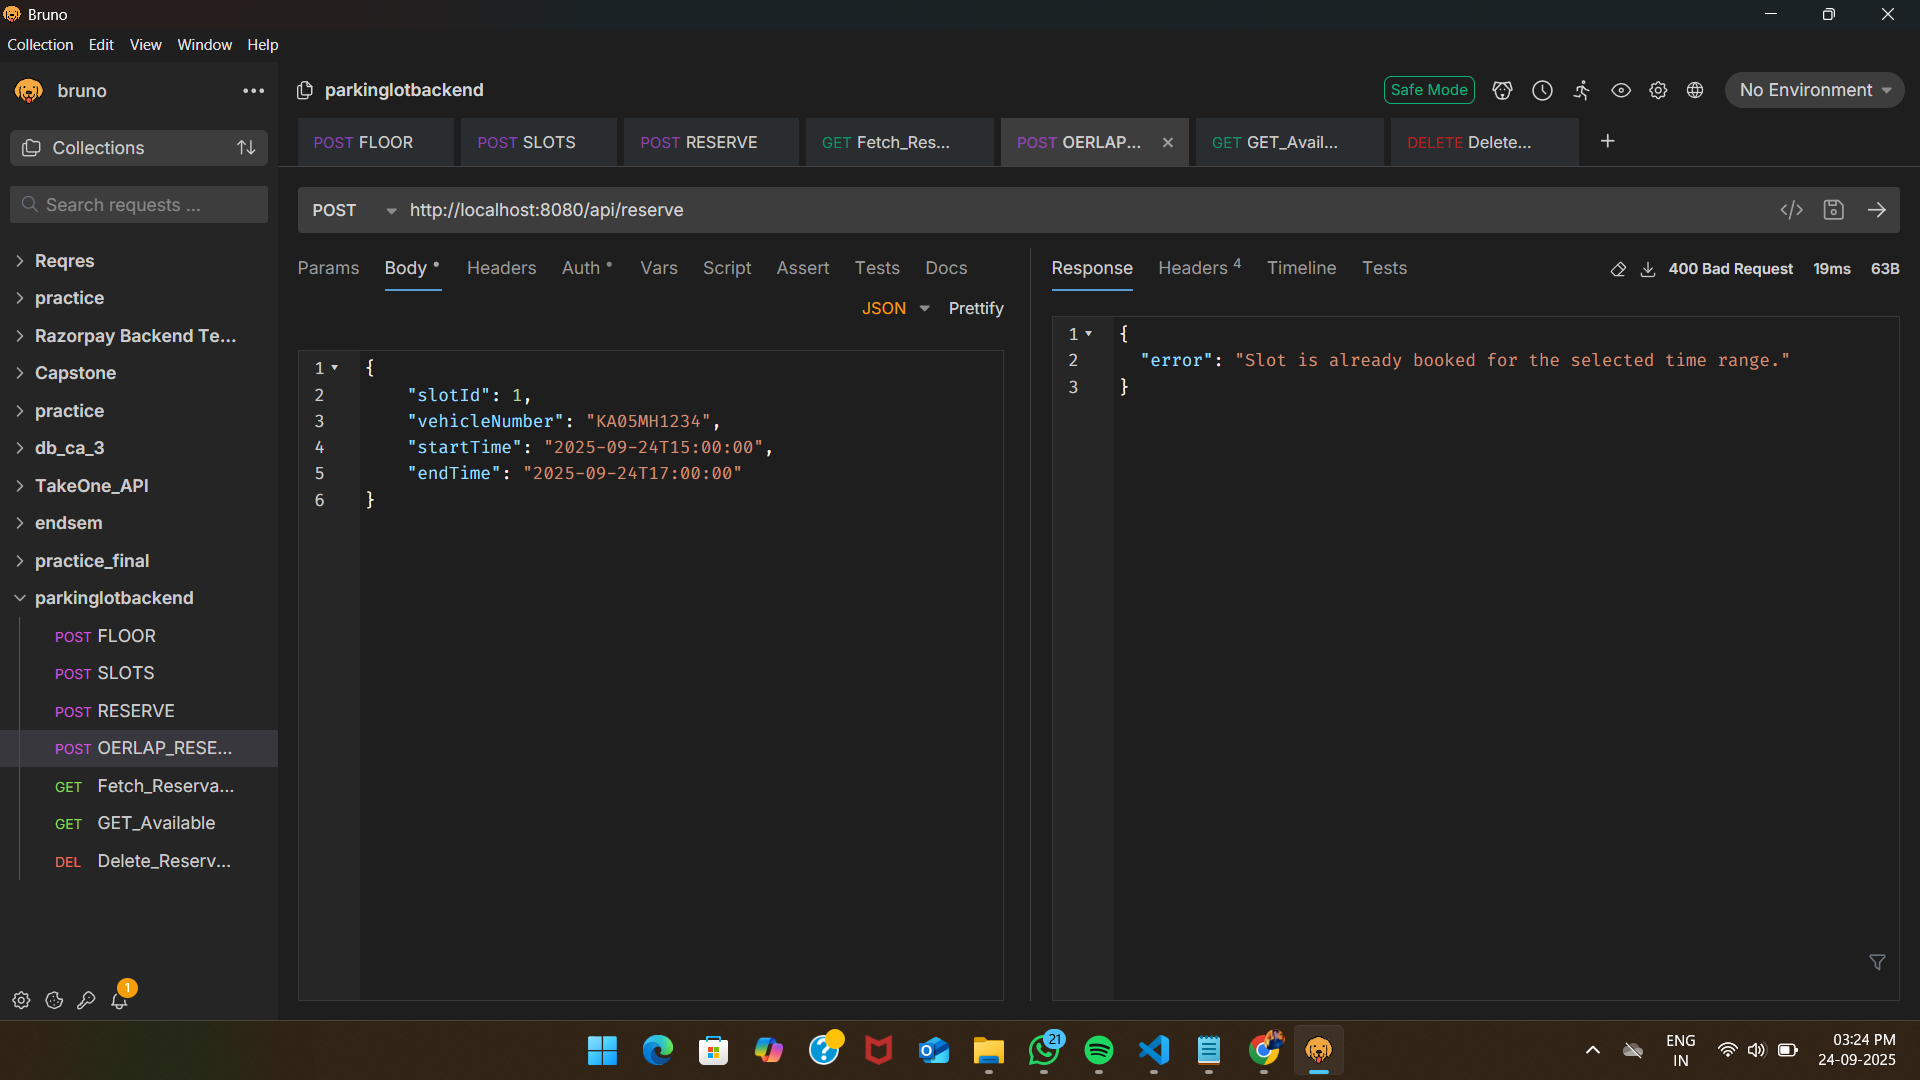 Bruno
Collection Edit View Window Help
bruno
parkinglotbackend
Safe Mode
No Environment
Collections
POST FLOOR
POST SLOTS
POST RESERVE
GET Fetch_Res...
POST OERLAP...
GET GET_Avail...
DELETE Delete...
Search requests ...
POST http://localhost:8080/api/reserve
Reqres
practice
Razorpay Backend Te...
Capstone
practice
db_ca_3
TakeOne_API
endsem
practice_final
parkinglotbackend
POST FLOOR
POST SLOTS
POST RESERVE
POST OERLAP_RESE...
GET Fetch_Reserva...
GET GET_Available
DEL Delete_Reserv...
1
Params Body Headers Auth Vars Script Assert Tests Docs
JSON Prettify
1 {
2 "slotId": 1,
3 "vehicleNumber": "KA05MH1234",
4 "startTime": "2025-09-24T15:00:00",
5 "endTime": "2025-09-24T17:00:00"
6 }
Response Headers 4 Timeline Tests
400 Bad Request 19ms 63B
1 {
2 "error": "Slot is already booked for the selected time range."
3 }
21
ENG
IN
03:24 PM
24-09-2025